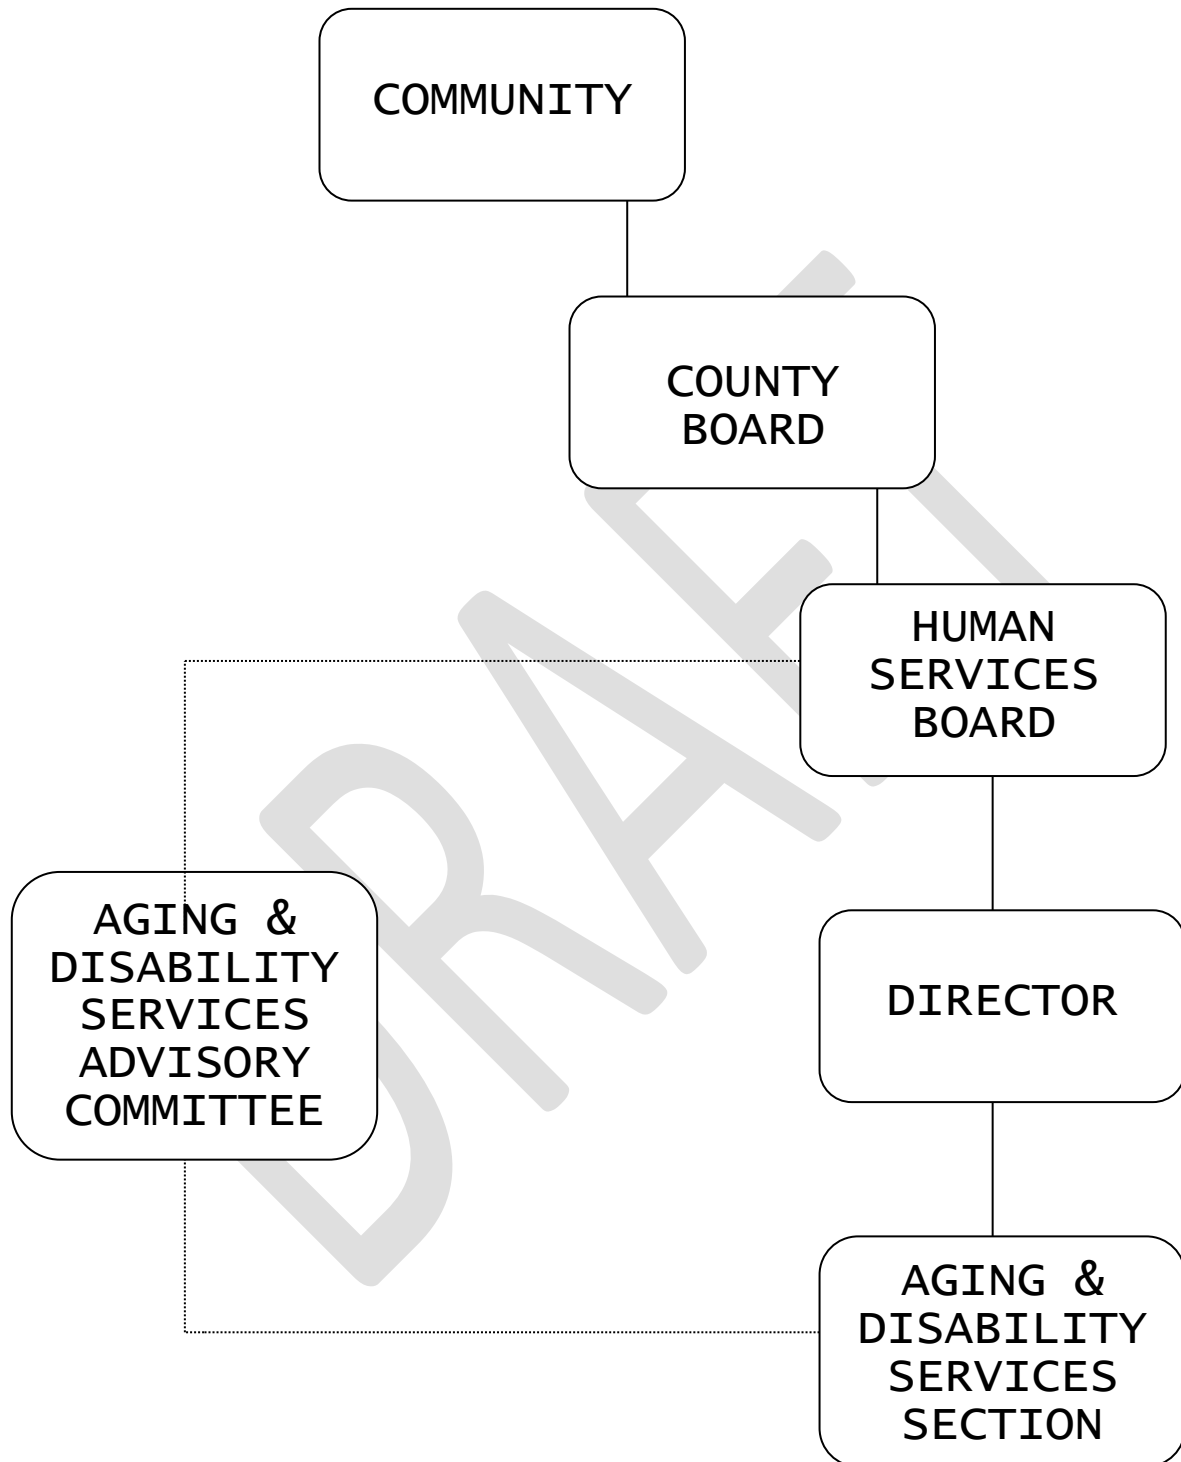 COMMUNITY
COUNTY
BOARD
HUMAN
SERVICES
BOARD
AGING &
DISABILITY
SERVICES
ADVISORY
COMMITTEE
DIRECTOR
AGING &
DISABILITY
SERVICES
SECTION
DRAFT